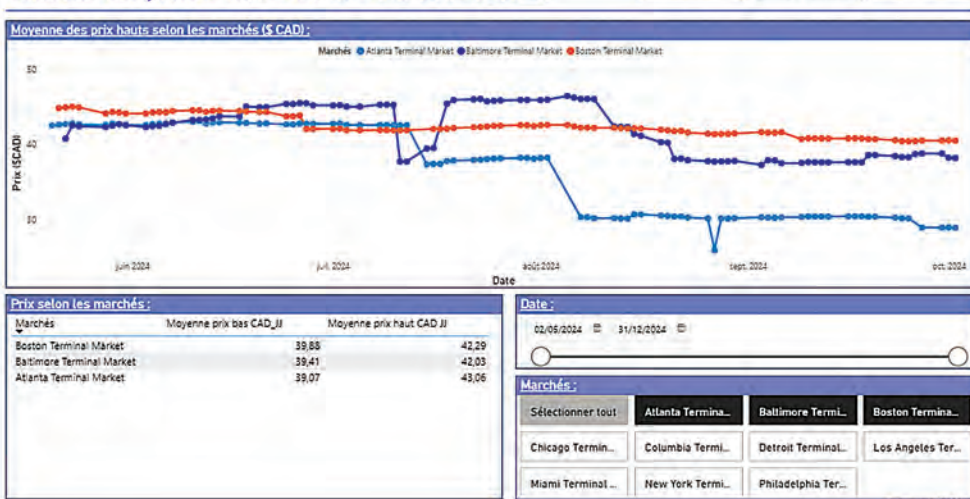 Moyenne des prix hauts selon les marchés ($ CAD) :
Marchés Atlanta Terminal Market Baltimore Terminal Market Boston Terminal Market
50
40
30
Prix ($CAD)
juin 2024 juil. 2024 août 2024 sept. 2024 oct. 2024
Date
Prix selon les marchés :
Marchés Moyenne prix bas CAD_JJ Moyenne prix haut CAD JJ
Boston Terminal Market 39,88 42,29
Baltimore Terminal Market 39,41 42,03
Atlanta Terminal Market 39,07 43,06
Date :
02/05/2024 31/12/2024
Marchés :
Sélectionner tout Atlanta Termina... Baltimore Termi... Boston Termina...
Chicago Termin... Columbia Termi... Detroit Terminal... Los Angeles Ter...
Miami Terminal ... New York Termi... Philadelphia Ter...